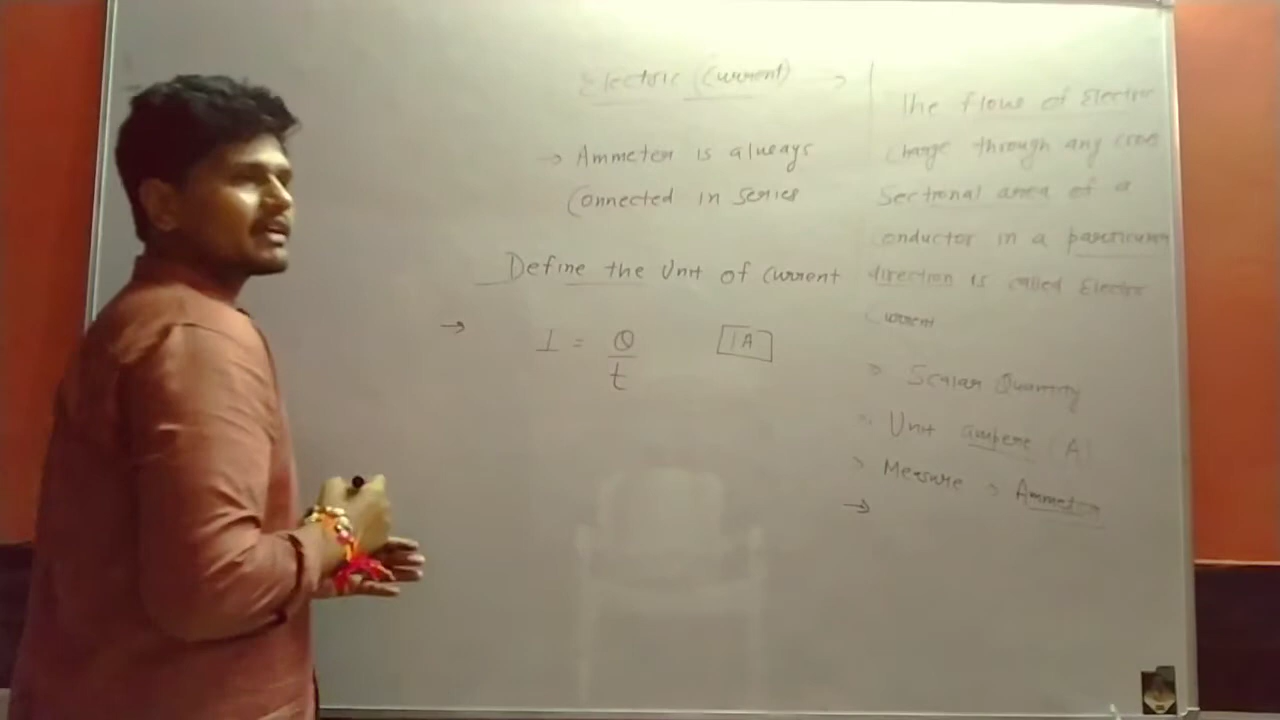 Electric (Current) →
→ Ammeter is always
Connected in series
Define the Unit of Current
→ I = Q
t
1A
The flow of Electric
charge through any cross
Sectional area of a
conductor in a particular
direction is called Electric
Current
→ Scalar Quantity
→ Unit ampere (A)
→ Measure → Ammeter
→